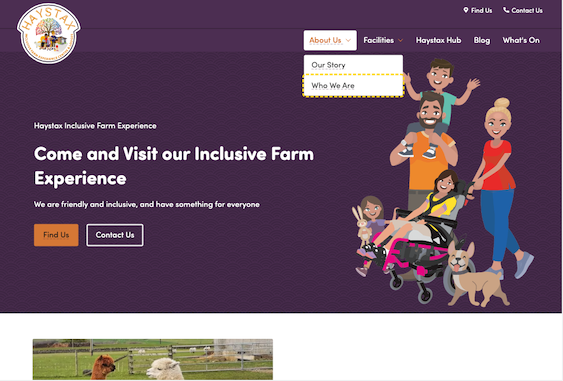 Find Us
Contact Us
HAYSTAX
About Us
Facilities
Haystax Hub
Blog
What's On
Our Story
Who We Are
Haystax Inclusive Farm Experience
Come and Visit our Inclusive Farm
Experience
We are friendly and inclusive, and have something for everyone
Find Us
Contact Us